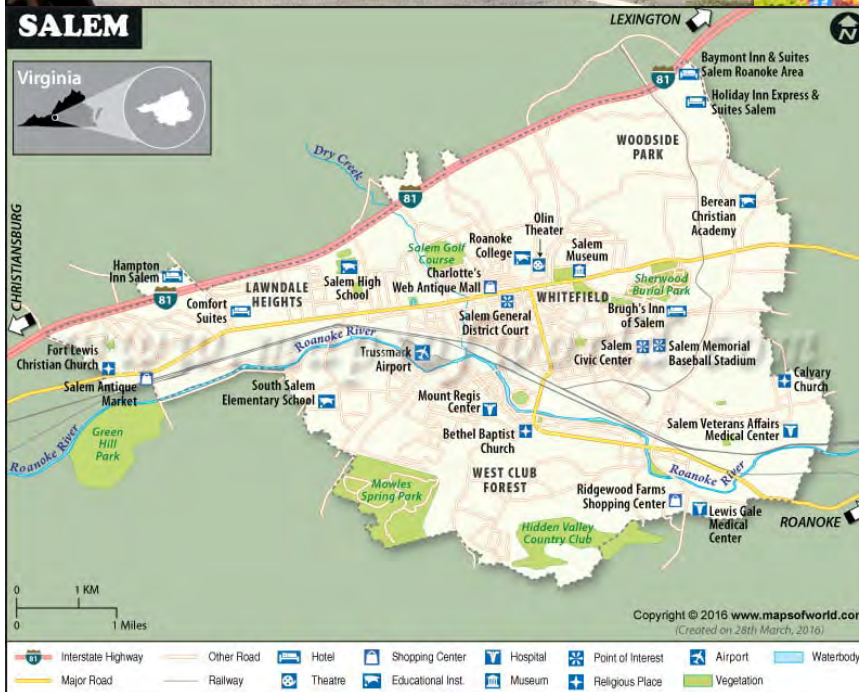 SALEM
LEXINGTON
N
Virginia
81
Baymont Inn & Suites
Salem Roanoke Area
Holiday Inn Express &
Suites Salem
WOODSIDE
PARK
Dry Creek
81
Berean
Christian
Academy
Olin
Theater
Roanoke
College
Salem
Museum
Salem Golf
Course
CHRISTIANSBURG
Hampton
Inn Salem
81
Salem High
School
Charlotte's
Web Antique Mall
Sherwood
Burial Park
LAWNDALE
HEIGHTS
WHITEFIELD
Comfort
Suites
Salem General
District Court
Brugh's Inn
of Salem
Roanoke River
Fort Lewis
Christian Church
Trussmark
Airport
Salem
Civic Center
Salem Memorial
Baseball Stadium
Salem Antique
Market
Calvary
Church
South Salem
Elementary School
Mount Regis
Center
Green
Hill
Park
Bethel Baptist
Church
Salem Veterans Affairs
Medical Center
Roanoke River
WEST CLUB
FOREST
Roanoke River
Mowles
Spring Park
Ridgewood Farms
Shopping Center
Lewis Gale
Medical
Center
ROANOKE
Hidden Valley
Country Club
0 1 KM
0 1 Miles
Copyright © 2016 www.mapsofworld.com
(Created on 28th March, 2016)
81 Interstate Highway Other Road Hotel Shopping Center Hospital Point of Interest Airport Waterbody
Major Road Railway Theatre Educational Inst. Museum Religious Place Vegetation